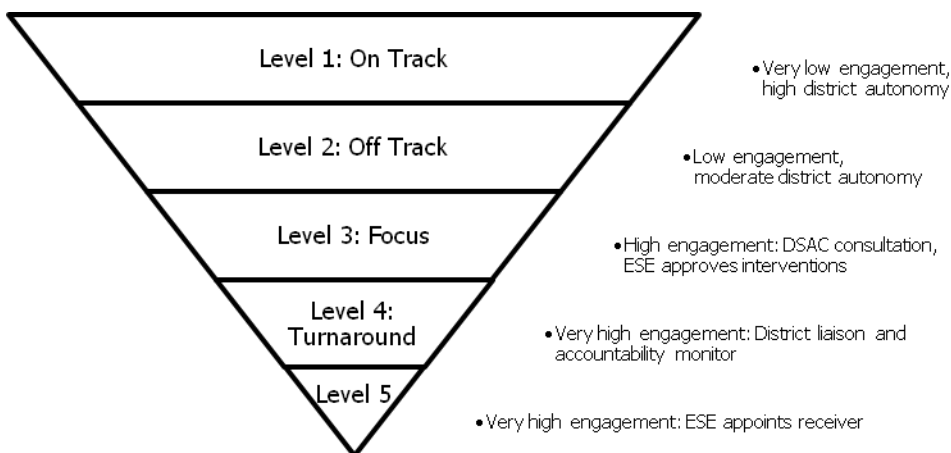 Level 1: On Track
• Very low engagement,
high district autonomy
Level 2: Off Track
• Low engagement,
moderate district autonomy
Level 3: Focus
• High engagement: DSAC consultation,
ESE approves interventions
Level 4:
Turnaround
• Very high engagement: District liaison and
accountability monitor
Level 5
• Very high engagement: ESE appoints receiver